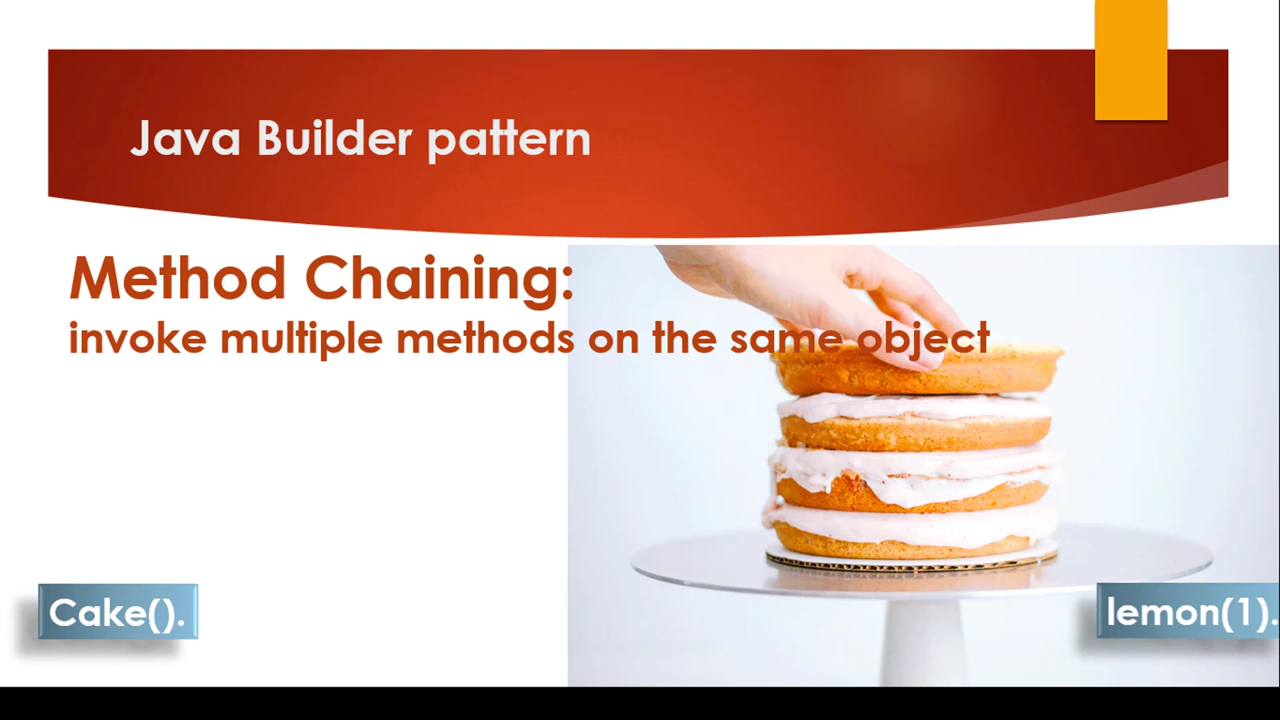 Java Builder pattern
Method Chaining:
invoke multiple methods on the same object
Cake().
lemon(1).